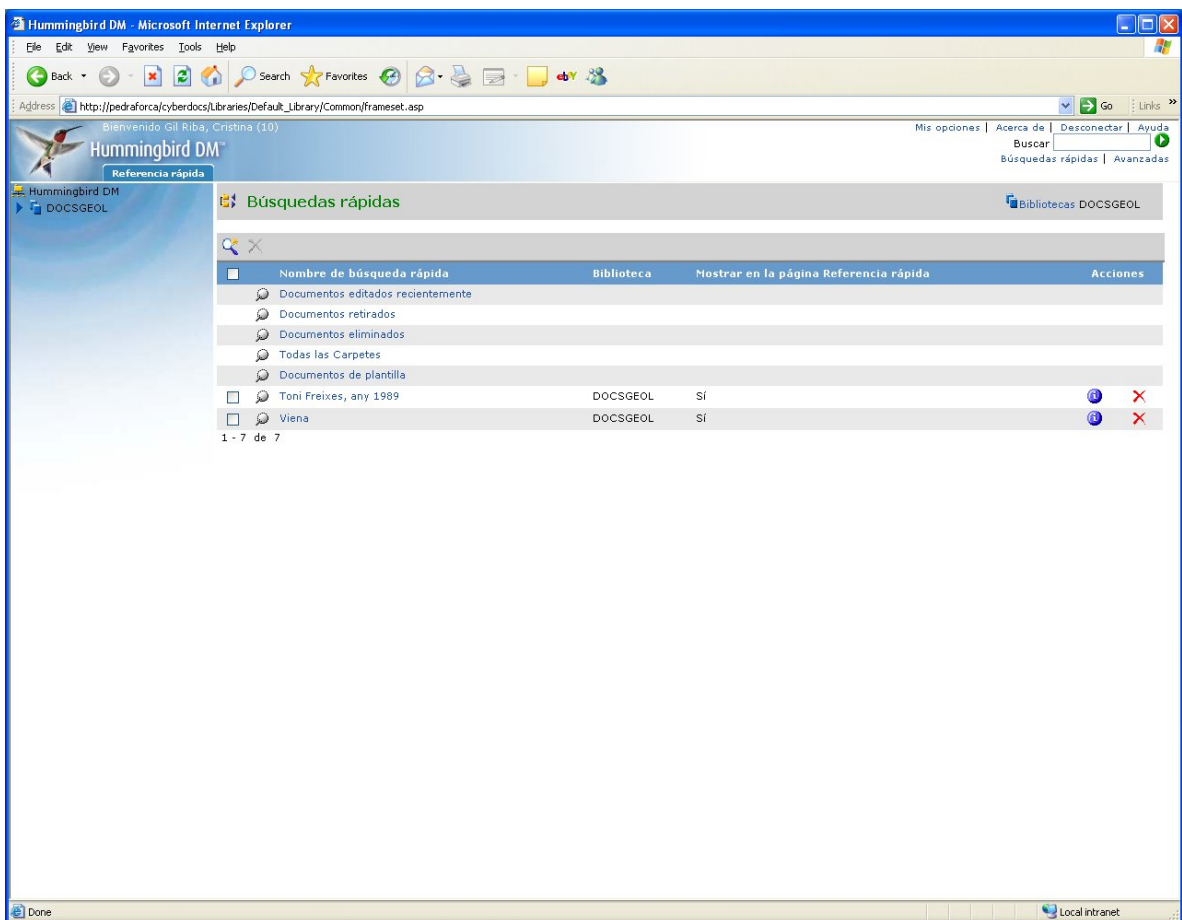 Hummingbird DM - Microsoft Internet Explorer
File Edit View Favorites Tools Help
Back Search Favorites ebY
Address http://pedraforca/cyberdocs/Libraries/Default_Library/Common/frameset.asp Go Links »
Bienvenido Gil Riba, Cristina (10) Mis opciones | Acerca de | Desconectar | Ayuda
Hummingbird DM™ Buscar
Búsquedas rápidas | Avanzadas
Referencia rápida
Hummingbird DM
DOCSGEOL
Búsquedas rápidas Bibliotecas DOCSGEOL
Nombre de búsqueda rápida Biblioteca Mostrar en la página Referencia rápida Acciones
Documentos editados recientemente
Documentos retirados
Documentos eliminados
Todas las Carpetes
Documentos de plantilla
Toni Freixes, any 1989 DOCSGEOL Sí
Viena DOCSGEOL Sí
1 - 7 de 7
Done Local intranet